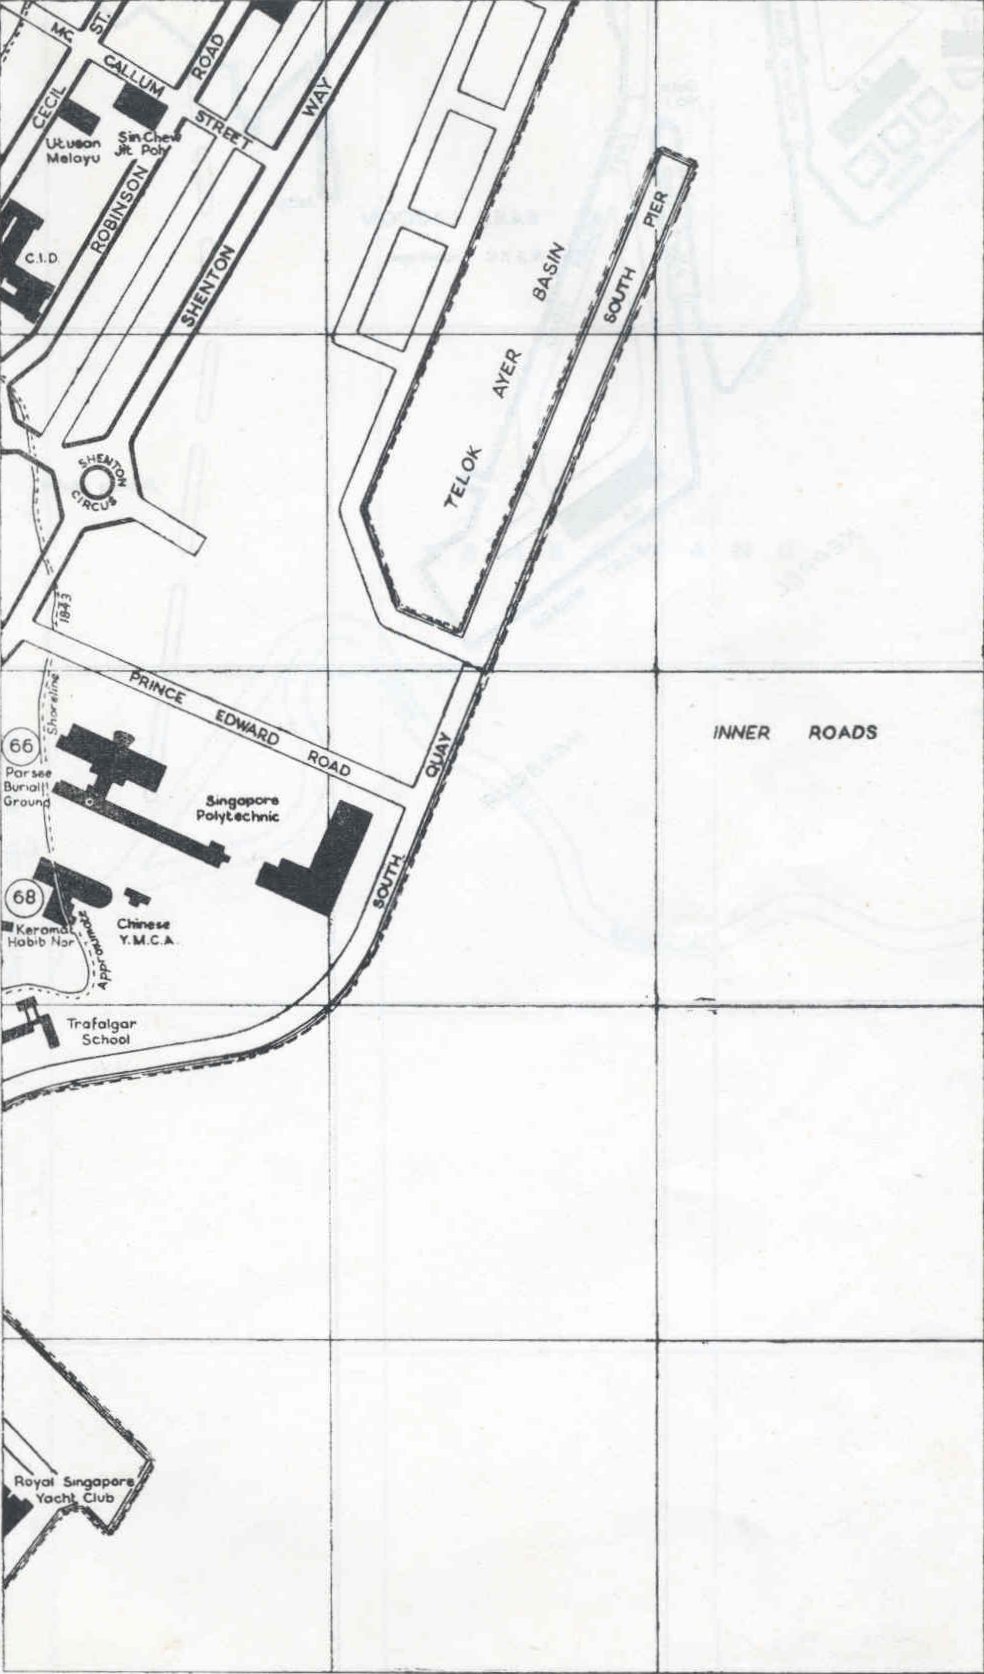 MC CALLUM STREET
CECIL ST.
ROBINSON ROAD
SHENTON WAY
Utusan
Melayu
Sin Chew
Jit Poh
C.I.D.
TELOK AYER BASIN
SOUTH PIER
SHENTON
CIRCUS
1843
Shoreline
Approximate
PRINCE EDWARD ROAD
SOUTH QUAY
INNER ROADS
66
Parsee
Burial
Ground
Singapore
Polytechnic
68
Keramat
Habib Nor
Chinese
Y.M.C.A.
Trafalgar
School
Royal Singapore
Yacht Club